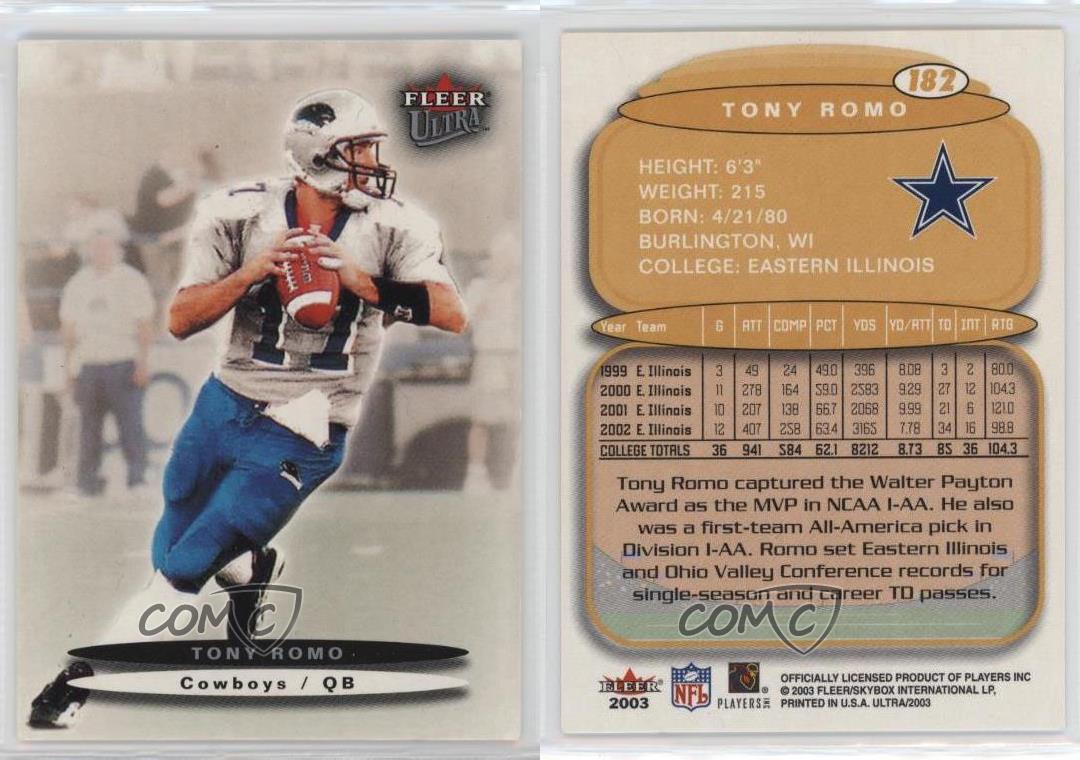 FLEER
ULTRA
17
17
COMC
TONY ROMO
Cowboys / QB
182
TONY ROMO
HEIGHT: 6'3"
WEIGHT: 215
BORN: 4/21/80
BURLINGTON, WI
COLLEGE: EASTERN ILLINOIS
Year Team G ATT COMP PCT YDS YD/ATT TD INT RTG
1999 E. Illinois 3 49 24 49.0 396 8.08 3 2 80.0
2000 E. Illinois 11 278 164 59.0 2583 9.29 27 12 104.3
2001 E. Illinois 10 207 138 66.7 2068 9.99 21 6 121.0
2002 E. Illinois 12 407 258 63.4 3165 7.78 34 16 98.8
COLLEGE TOTALS 36 941 584 62.1 8212 8.73 85 36 104.3
Tony Romo captured the Walter Payton
Award as the MVP in NCAA I-AA. He also
was a first-team All-America pick in
Division I-AA. Romo set Eastern Illinois
and Ohio Valley Conference records for
single-season and career TD passes.
COMC
FLEER
2003
NFL
PLAYERS INC
OFFICIALLY LICENSED PRODUCT OF PLAYERS INC
© 2003 FLEER/SKYBOX INTERNATIONAL LP,
PRINTED IN U.S.A. ULTRA/2003